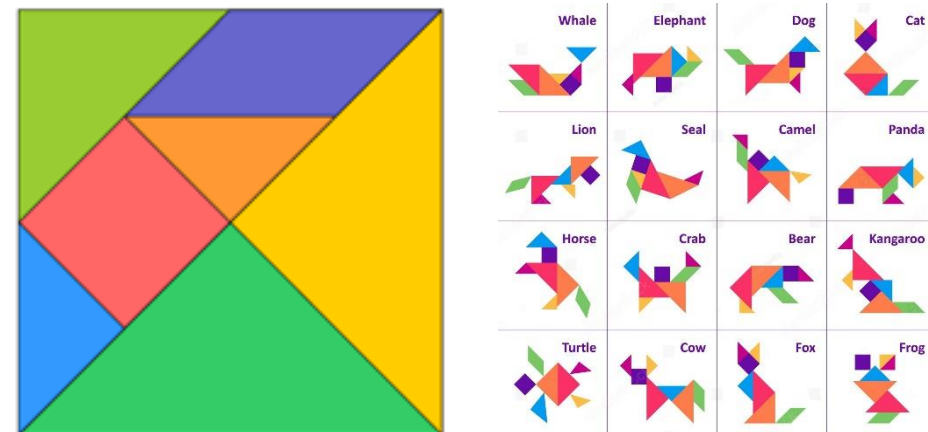 Whale Elephant Dog Cat
Lion Seal Camel Panda
Horse Crab Bear Kangaroo
Turtle Cow Fox Frog